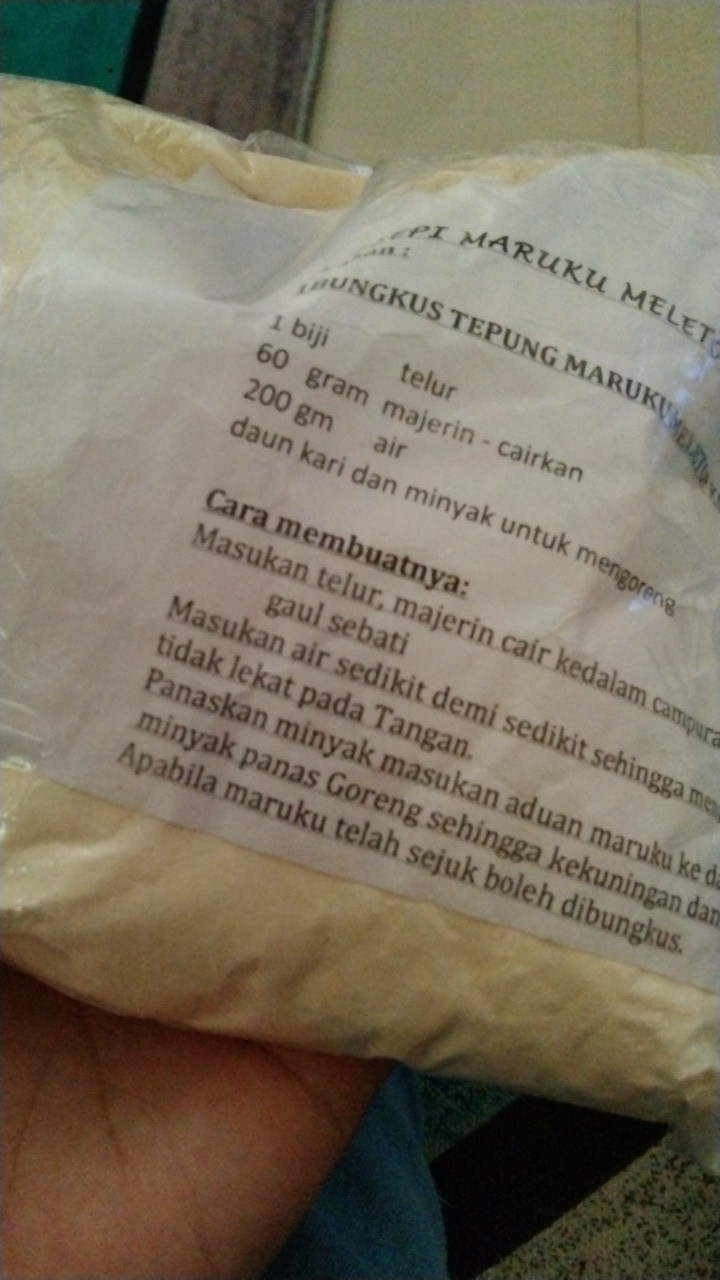 MARUKU
TEPUNG MARUKU
1 biji telur
60 gram majerin - cairkan
200 gm air
daun kari dan minyak untuk mengoreng
Cara membuatnya:
Masukan telur, majerin cair kedalam
gaul sebati
Masukan air sedikit demi sedikit sehingga
tidak lekat pada Tangan.
Panaskan minyak masukan aduan maruku ke
minyak panas Goreng sehingga kekuningan dan
Apabila maruku telah sejuk boleh dibungkus.